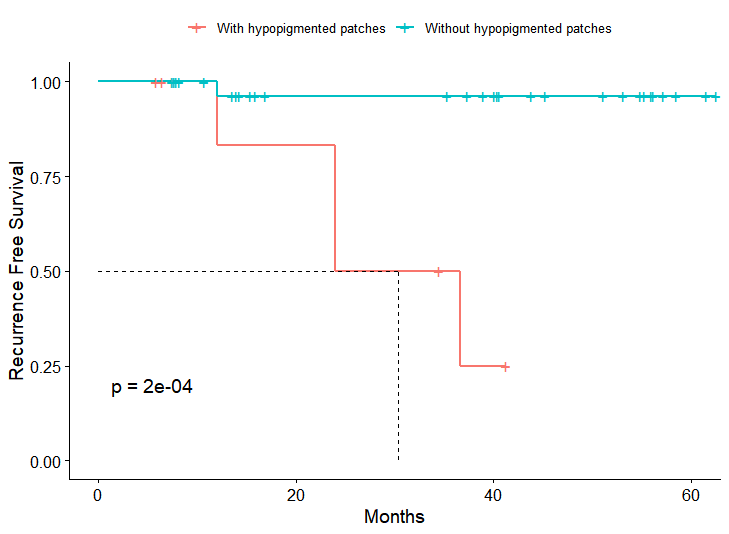 With hypopigmented patches Without hypopigmented patches
Recurrence Free Survival
1.00
0.75
0.50
0.25
0.00
p = 2e-04
0 20 40 60
Months